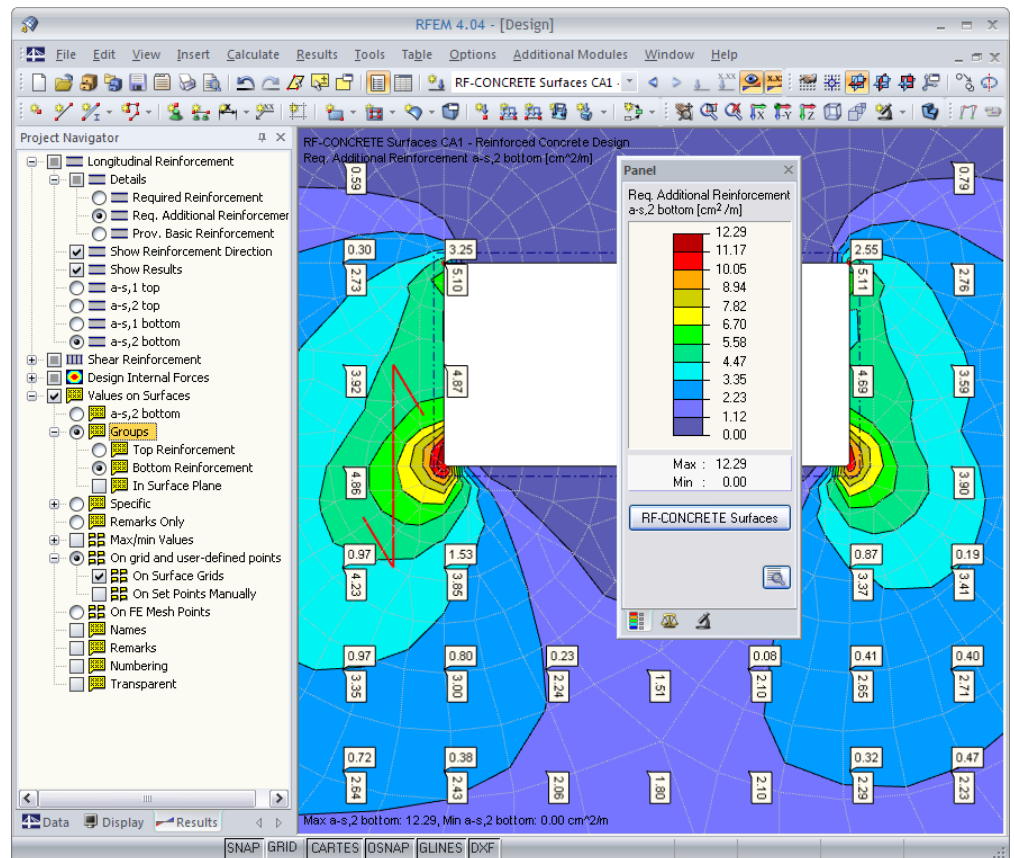 RFEM 4.04 - [Design]
File Edit View Insert Calculate Results Tools Table Options Additional Modules Window Help
RF-CONCRETE Surfaces CA1 -
Project Navigator
Longitudinal Reinforcement
Details
Required Reinforcement
Req. Additional Reinforcemer
Prov. Basic Reinforcement
Show Reinforcement Direction
Show Results
a-s,1 top
a-s,2 top
a-s,1 bottom
a-s,2 bottom
Shear Reinforcement
Design Internal Forces
Values on Surfaces
a-s,2 bottom
Groups
Top Reinforcement
Bottom Reinforcement
In Surface Plane
Specific
Remarks Only
Max/min Values
On grid and user-defined points
On Surface Grids
On Set Points Manually
On FE Mesh Points
Names
Remarks
Numbering
Transparent
Data Display Results
RF-CONCRETE Surfaces CA1 - Reinforced Concrete Design
Req. Additional Reinforcement a-s,2 bottom [cm^2/m]
0.59 0.79
0.30 3.25 2.55
2.73 5.10 5.11 2.76
3.92 4.87 4.69 3.59
4.86 3.90
0.97 1.53 0.87 0.19
4.23 3.85 3.37 3.41
0.97 0.80 0.23 0.08 0.41 0.40
3.35 3.00 2.24 1.51 2.10 2.65 2.71
0.72 0.38 0.32 0.47
2.64 2.43 2.06 1.80 2.10 2.29 2.23
Max a-s,2 bottom: 12.29, Min a-s,2 bottom: 0.00 cm^2/m
Panel
Req. Additional Reinforcement
a-s,2 bottom [cm2 /m]
12.29
11.17
10.05
8.94
7.82
6.70
5.58
4.47
3.35
2.23
1.12
0.00
Max : 12.29
Min : 0.00
RF-CONCRETE Surfaces
SNAP GRID CARTES OSNAP GLINES DXF